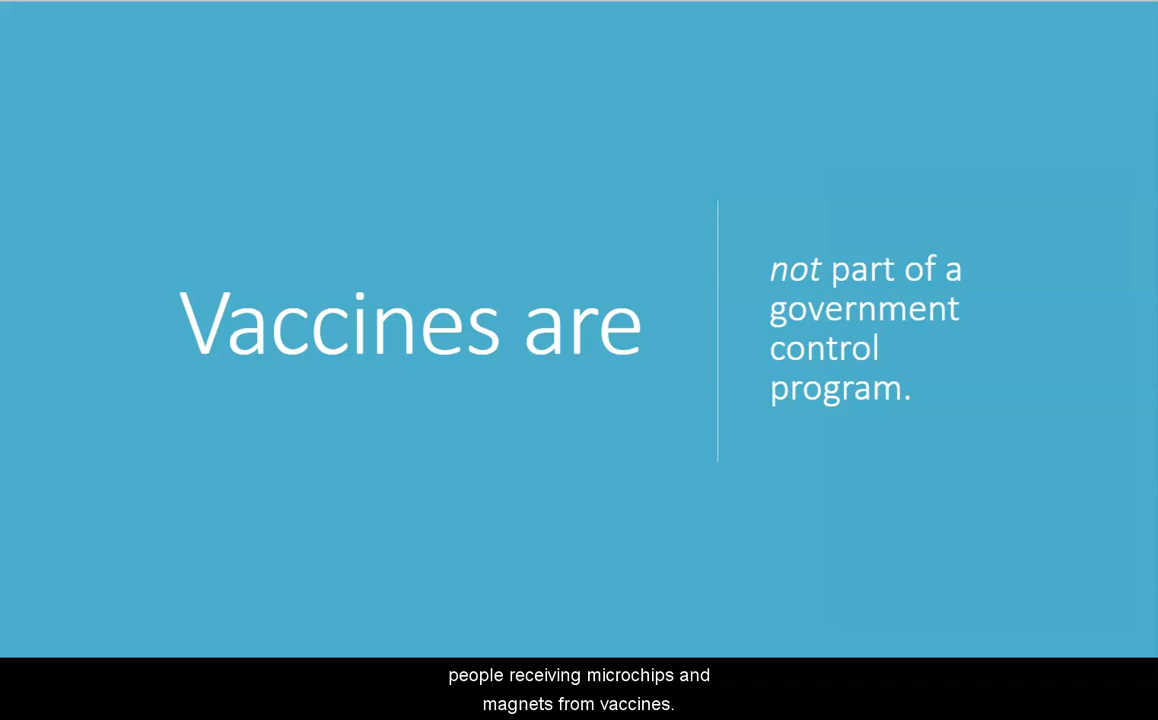 Vaccines are
not part of a
government
control
program.
people receiving microchips and
magnets from vaccines.